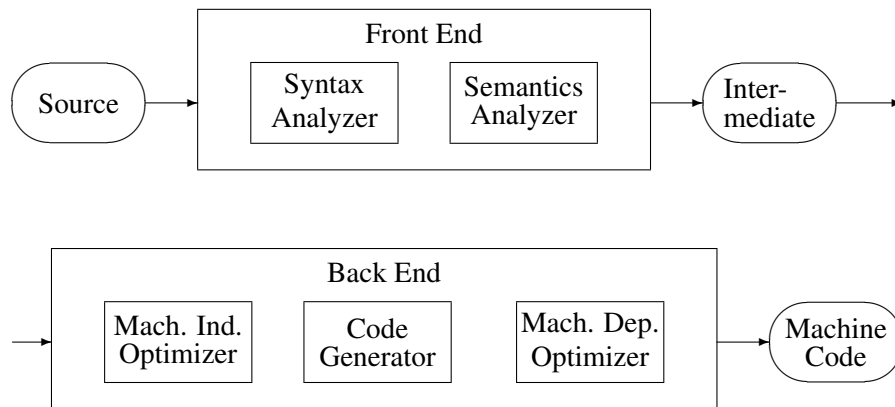 Front End
Source
Syntax
Analyzer
Semantics
Analyzer
Inter-
mediate
Back End
Mach. Ind.
Optimizer
Code
Generator
Mach. Dep.
Optimizer
Machine
Code